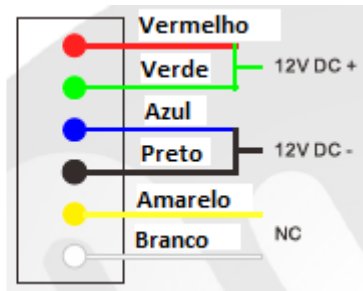 Vermelho
Verde
12V DC +
Azul
Preto
12V DC -
Amarelo
Branco
NC